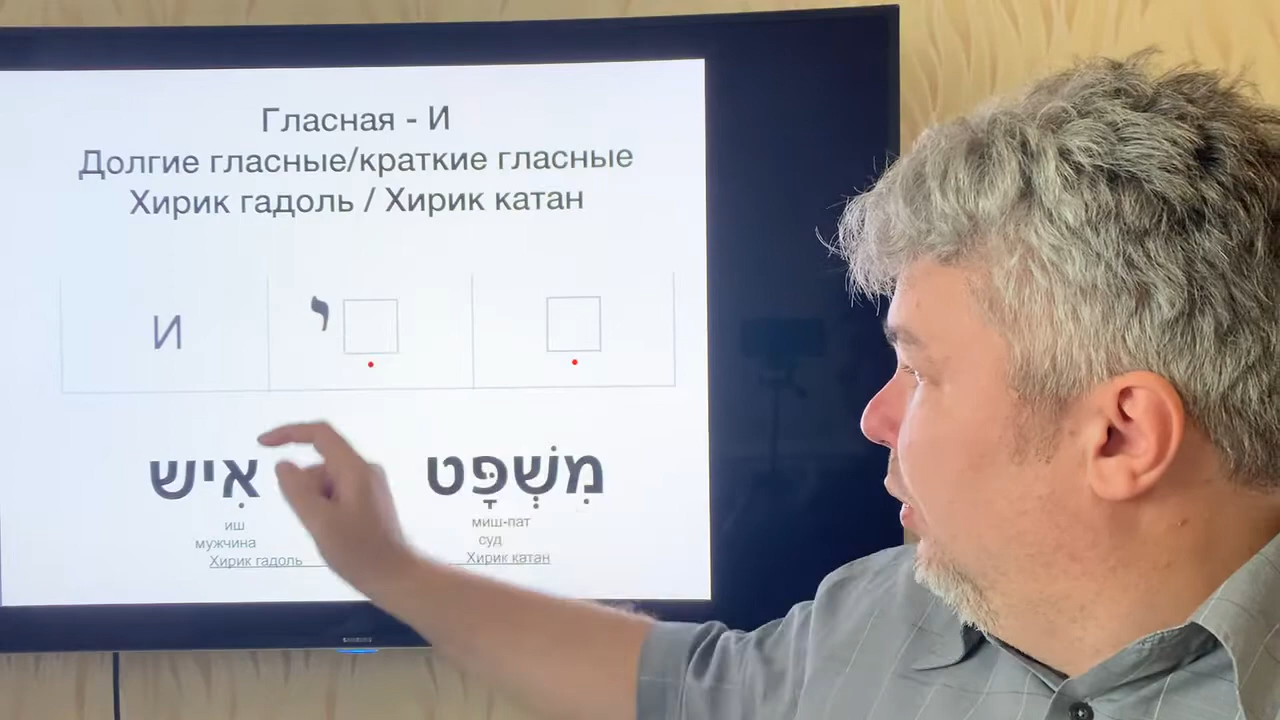 Гласная - И
Долгие гласные/краткие гласные
Хирик гадоль / Хирик катан
И
י
אִיש
иш
мужчина
Хирик гадоль
מִשְׁפָּט
миш-пат
суд
Хирик катан
SAMSUNG